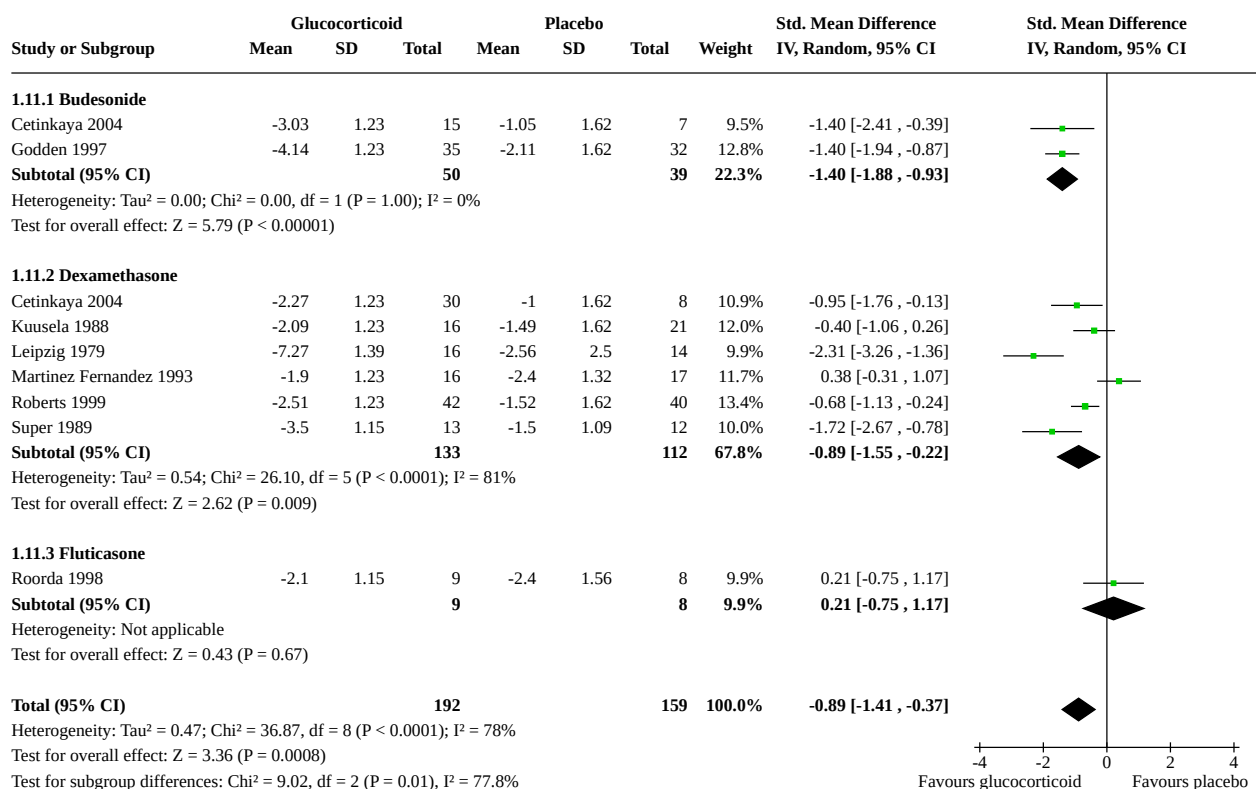 Glucocorticoid Placebo Std. Mean Difference Std. Mean Difference
Study or Subgroup Mean SD Total Mean SD Total Weight IV, Random, 95% CI IV, Random, 95% CI
1.11.1 Budesonide
Cetinkaya 2004 -3.03 1.23 15 -1.05 1.62 7 9.5% -1.40 [-2.41 , -0.39]
Godden 1997 -4.14 1.23 35 -2.11 1.62 32 12.8% -1.40 [-1.94 , -0.87]
Subtotal (95% CI) 50 39 22.3% -1.40 [-1.88 , -0.93]
Heterogeneity: Tau² = 0.00; Chi² = 0.00, df = 1 (P = 1.00); I² = 0%
Test for overall effect: Z = 5.79 (P < 0.00001)
1.11.2 Dexamethasone
Cetinkaya 2004 -2.27 1.23 30 -1 1.62 8 10.9% -0.95 [-1.76 , -0.13]
Kuusela 1988 -2.09 1.23 16 -1.49 1.62 21 12.0% -0.40 [-1.06 , 0.26]
Leipzig 1979 -7.27 1.39 16 -2.56 2.5 14 9.9% -2.31 [-3.26 , -1.36]
Martinez Fernandez 1993 -1.9 1.23 16 -2.4 1.32 17 11.7% 0.38 [-0.31 , 1.07]
Roberts 1999 -2.51 1.23 42 -1.52 1.62 40 13.4% -0.68 [-1.13 , -0.24]
Super 1989 -3.5 1.15 13 -1.5 1.09 12 10.0% -1.72 [-2.67 , -0.78]
Subtotal (95% CI) 133 112 67.8% -0.89 [-1.55 , -0.22]
Heterogeneity: Tau² = 0.54; Chi² = 26.10, df = 5 (P < 0.0001); I² = 81%
Test for overall effect: Z = 2.62 (P = 0.009)
1.11.3 Fluticasone
Roorda 1998 -2.1 1.15 9 -2.4 1.56 8 9.9% 0.21 [-0.75 , 1.17]
Subtotal (95% CI) 9 8 9.9% 0.21 [-0.75 , 1.17]
Heterogeneity: Not applicable
Test for overall effect: Z = 0.43 (P = 0.67)
Total (95% CI) 192 159 100.0% -0.89 [-1.41 , -0.37]
Heterogeneity: Tau² = 0.47; Chi² = 36.87, df = 8 (P < 0.0001); I² = 78%
Test for overall effect: Z = 3.36 (P = 0.0008)
-4 -2 0 2 4
Test for subgroup differences: Chi² = 9.02, df = 2 (P = 0.01), I² = 77.8% Favours glucocorticoid Favours placebo